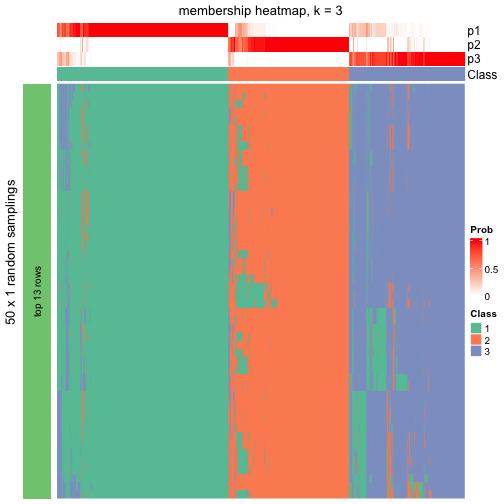 membership heatmap, k = 3
p1
p2
p3
Class
50 x 1 random samplings
top 13 rows
Prob
1
0.5
0
Class
1
2
3